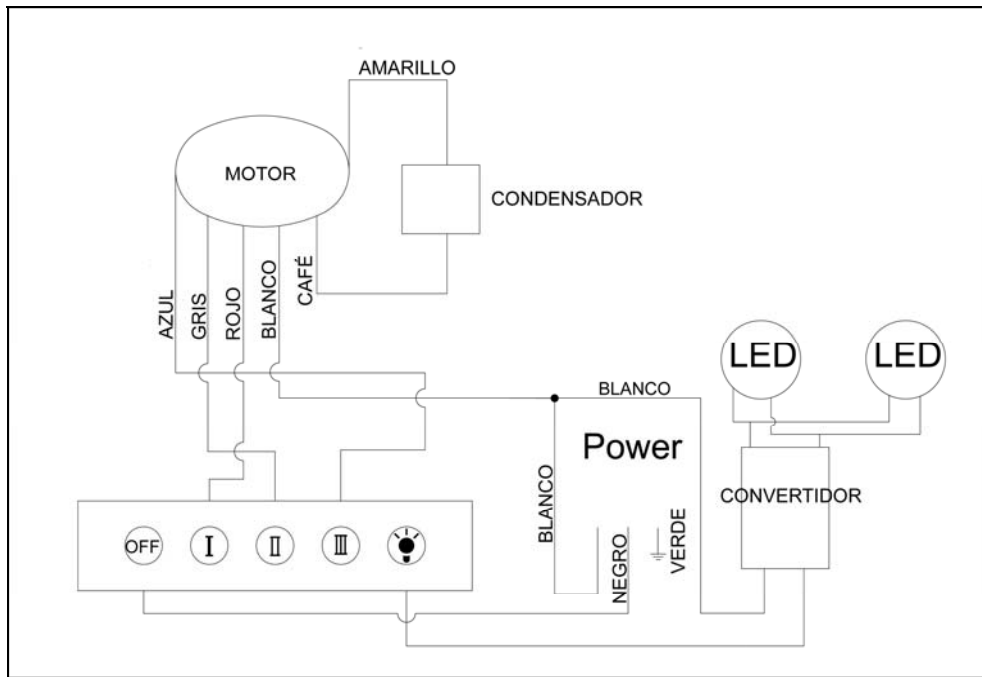 AMARILLO
MOTOR
CONDENSADOR
AZUL
GRIS
ROJO
BLANCO
CAFÉ
LED
LED
BLANCO
Power
BLANCO
NEGRO
VERDE
CONVERTIDOR
OFF
I
II
III